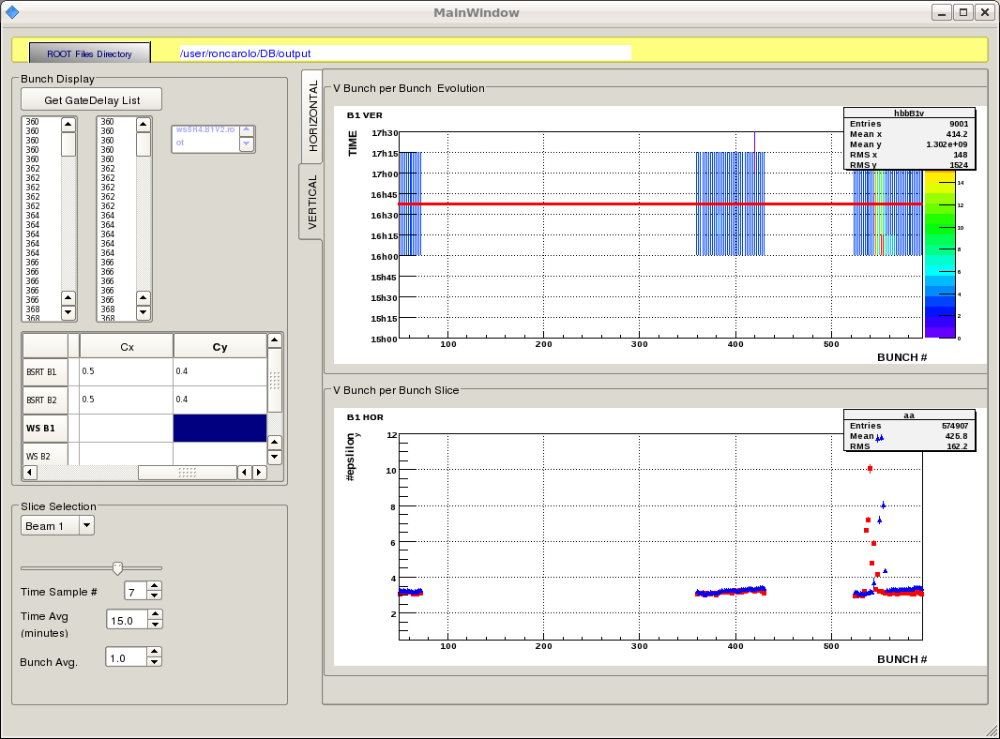 MainWindow
ROOT Files Directory
/user/roncarolo/DB/output
Bunch Display
Get GateDelay List
360
360
360
360
360
362
362
362
362
362
364
364
364
364
364
366
366
366
366
366
368
368
360
360
360
360
360
362
362
362
362
362
364
364
364
364
364
366
366
366
366
366
368
368
ws5R4.B1V2.ro
ot
Cx Cy
BSRT B1 0.5 0.4
BSRT B2 0.5 0.4
WS B1
WS B2
Slice Selection
Beam 1
Time Sample # 7
Time Avg 15.0
(minutes)
Bunch Avg. 1.0
HORIZONTAL
VERTICAL
V Bunch per Bunch Evolution
B1 VER
TIME
17h30
17h15
17h00
16h45
16h30
16h15
16h00
15h45
15h30
15h15
15h00
100 200 300 400 500
BUNCH #
hbbB1v
Entries 9001
Mean x 414.2
Mean y 1.302e+09
RMS x 148
RMS y 1524
14
12
10
8
6
4
2
0
V Bunch per Bunch Slice
B1 HOR
#epslilon y
12
10
8
6
4
2
100 200 300 400 500
BUNCH #
aa
Entries 574907
Mean 425.8
RMS 162.2